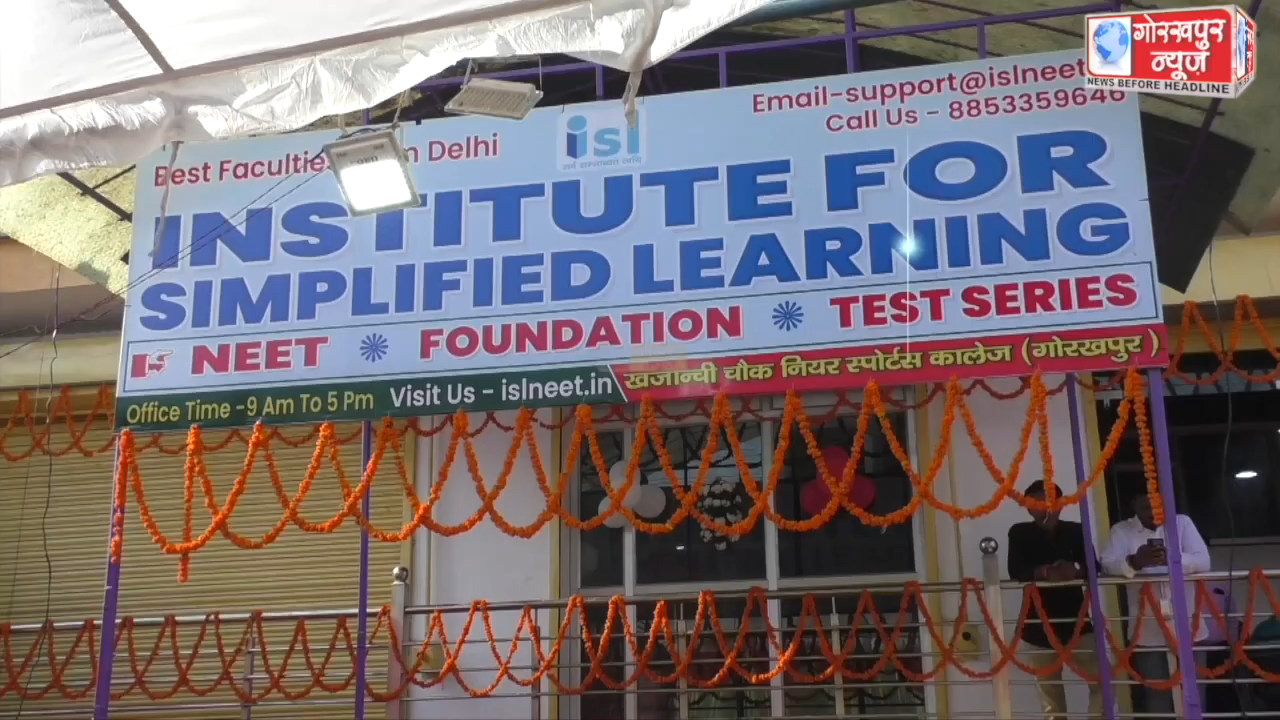 गोरखपुर
न्यूज़
NEWS BEFORE HEADLINE
Email-support@islneet
Call Us - 8853359646
Best Faculties Delhi
isl
INSTITUTE FOR
SIMPLIFIED LEARNING
NEET FOUNDATION TEST SERIES
Office Time -9 Am To 5 Pm Visit Us - islneet.in खजान्ची चौक नियर स्पोर्टस कालेज (गोरखपुर)